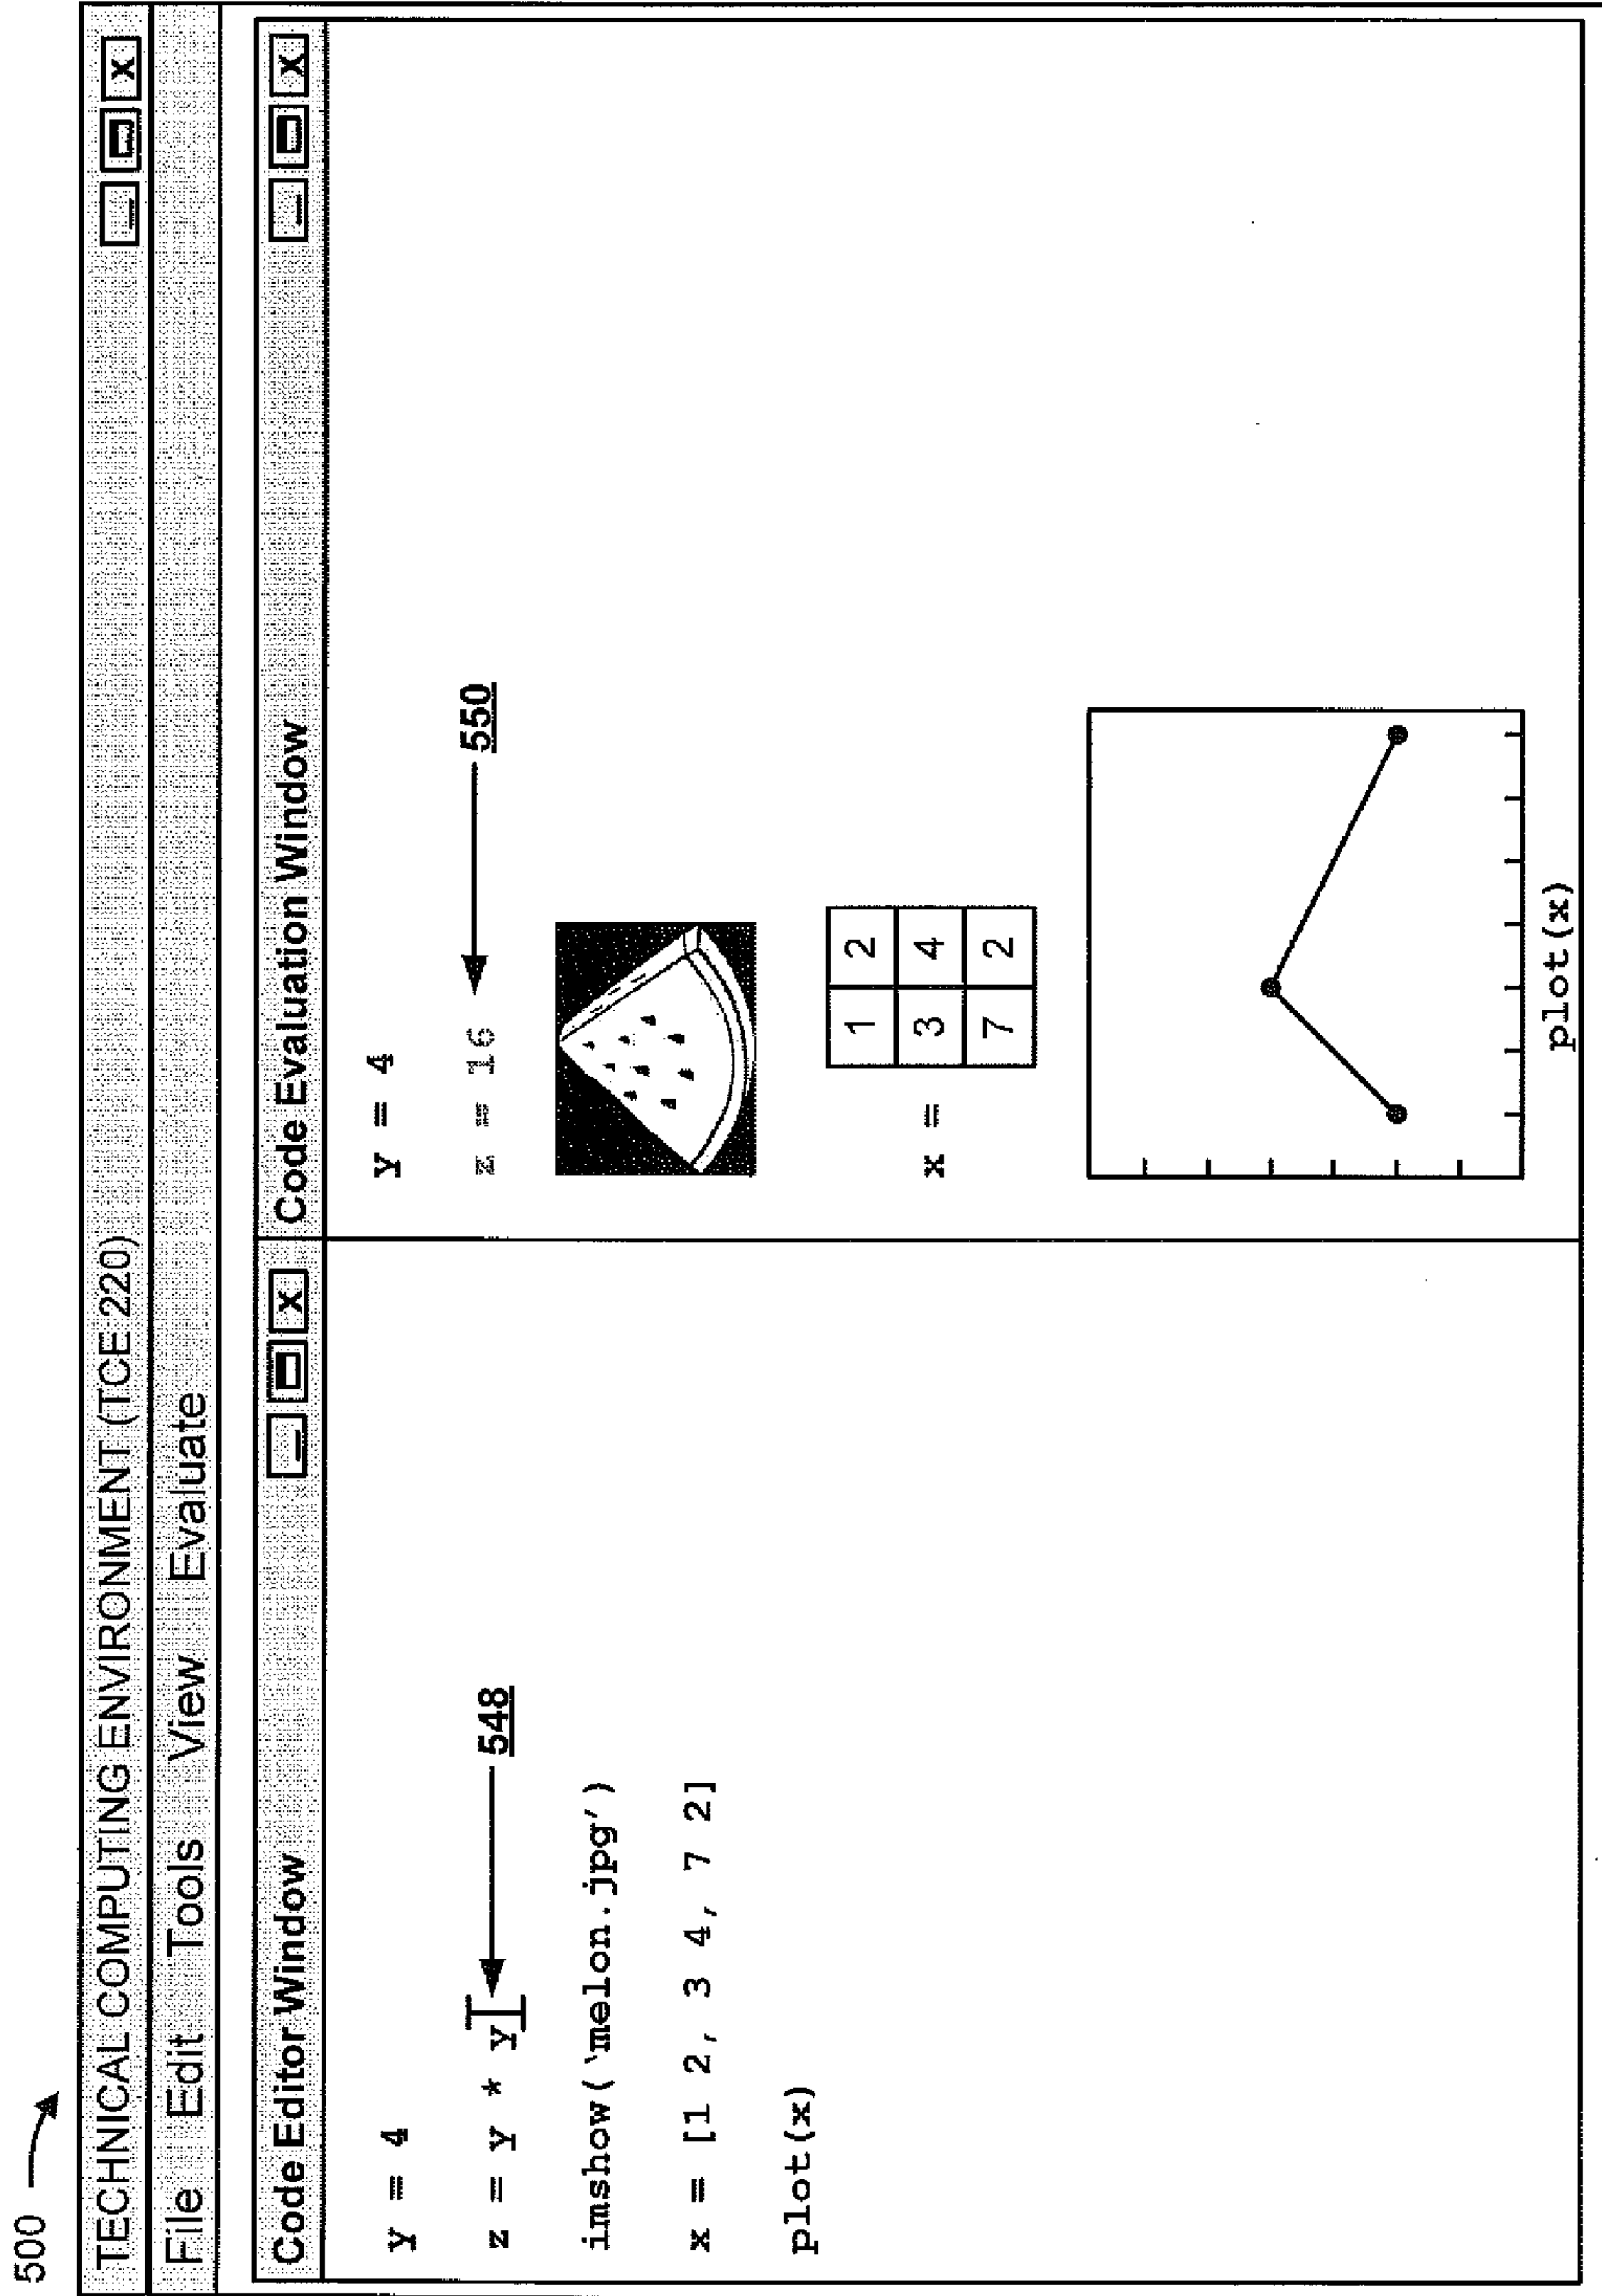 500
TECHNICAL COMPUTING ENVIRONMENT (TCE 220)
_ X
File Edit Tools View Evaluate
Code Editor Window
_ X
y = 4
z = y * y
548
imshow(‵melon.jpg′)
x = [1 2, 3 4, 7 2]
plot(x)
Code Evaluation Window
_ X
y = 4
z = 16
550
x =
1 2
3 4
7 2
plot(x)